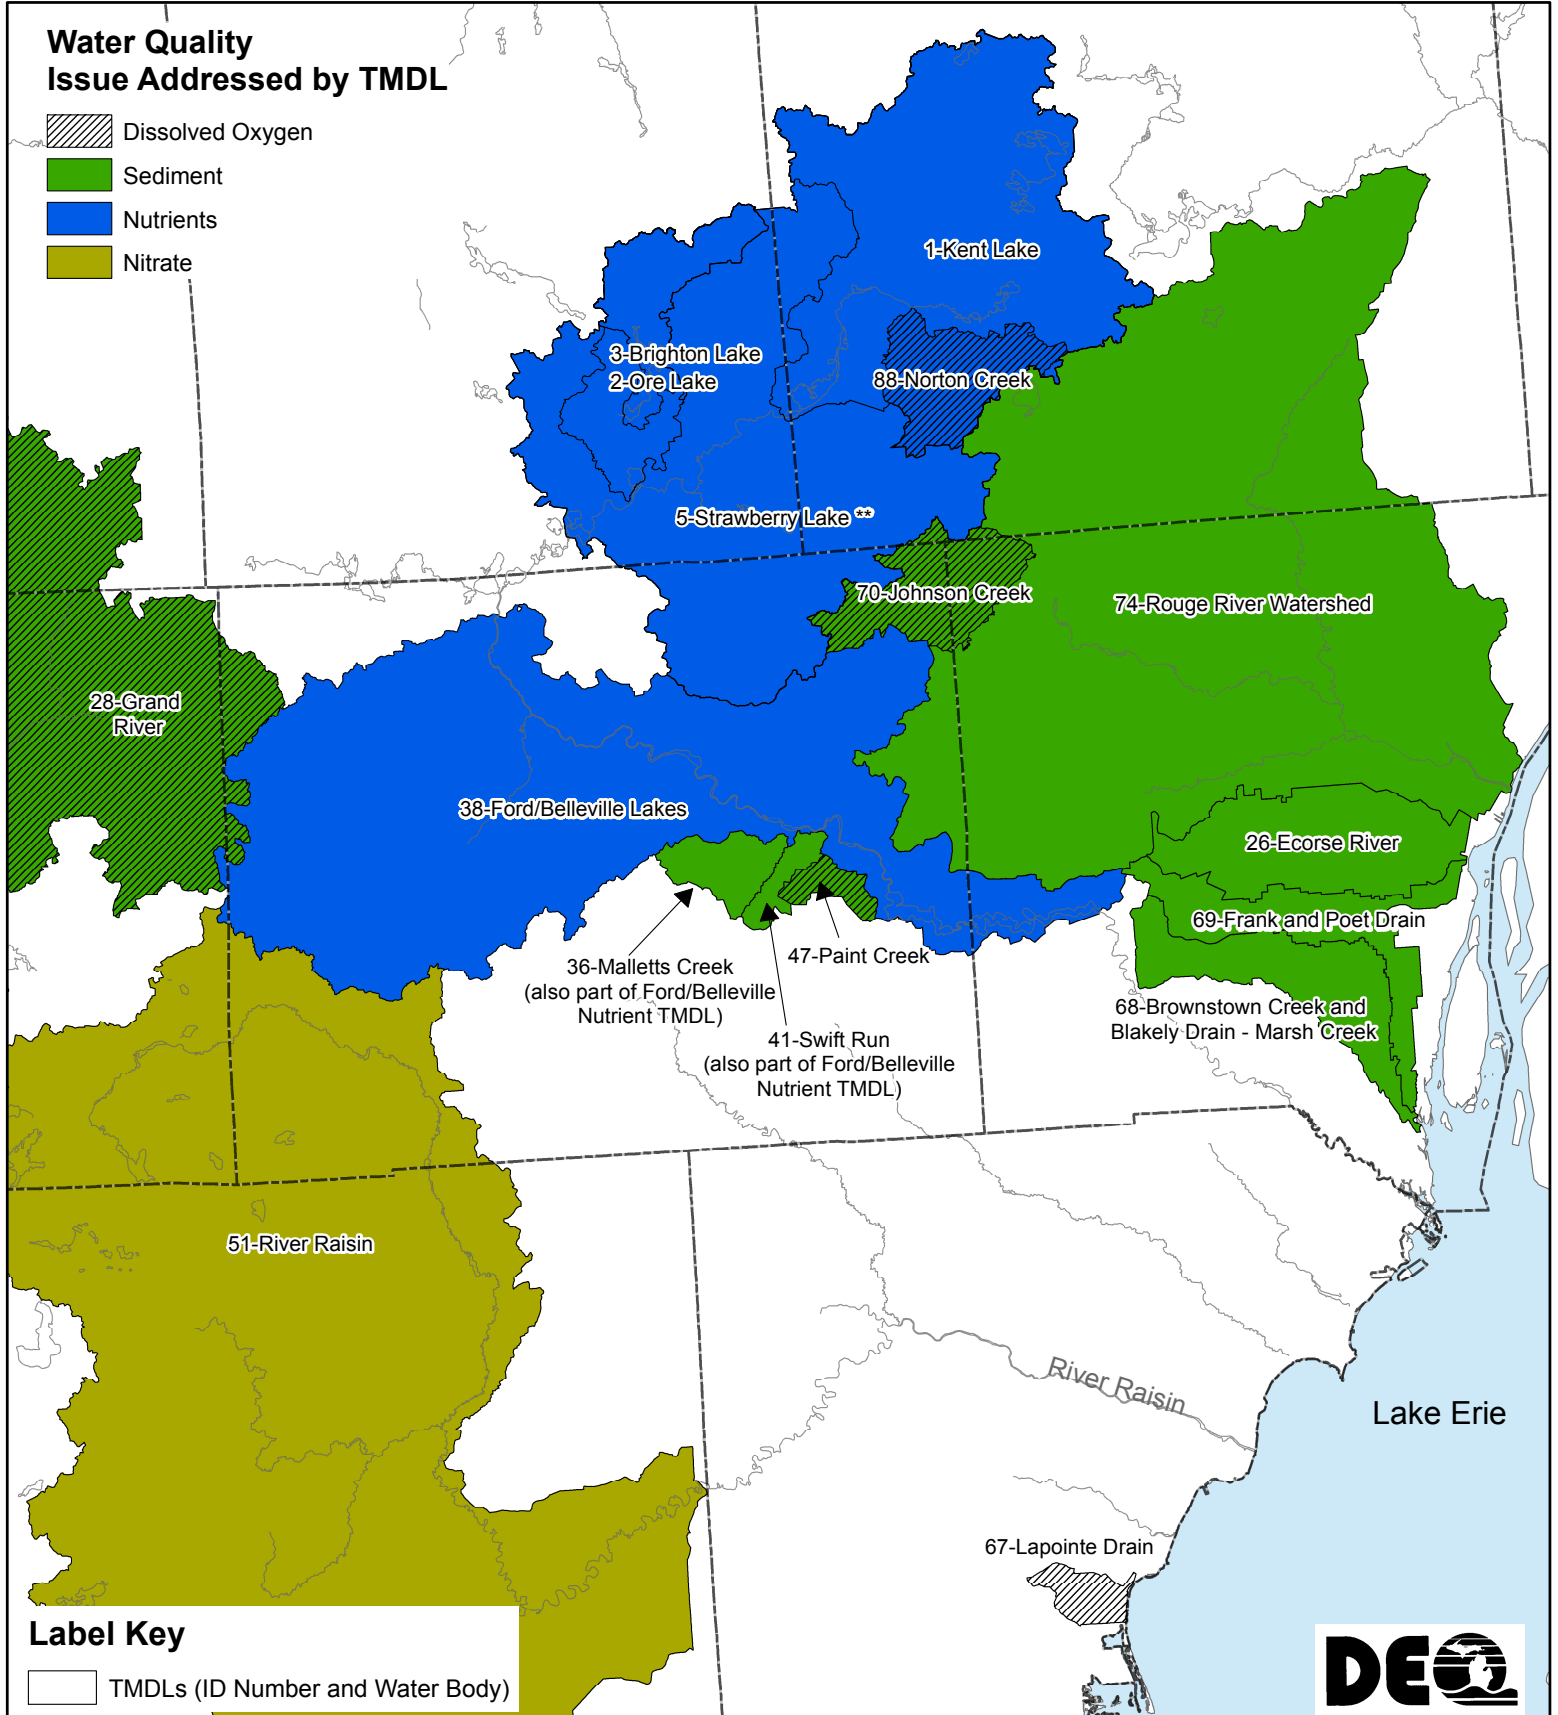 Water Quality
Issue Addressed by TMDL
Dissolved Oxygen
Sediment
Nutrients
Nitrate
1-Kent Lake
3-Brighton Lake
2-Ore Lake
88-Norton Creek
5-Strawberry Lake **
70-Johnson Creek
74-Rouge River Watershed
28-Grand
River
38-Ford/Belleville Lakes
26-Ecorse River
69-Frank and Poet Drain
36-Malletts Creek
(also part of Ford/Belleville
Nutrient TMDL)
47-Paint Creek
41-Swift Run
(also part of Ford/Belleville
Nutrient TMDL)
68-Brownstown Creek and
Blakely Drain - Marsh Creek
51-River Raisin
River Raisin
Lake Erie
67-Lapointe Drain
Label Key
TMDLs (ID Number and Water Body)
DEQ